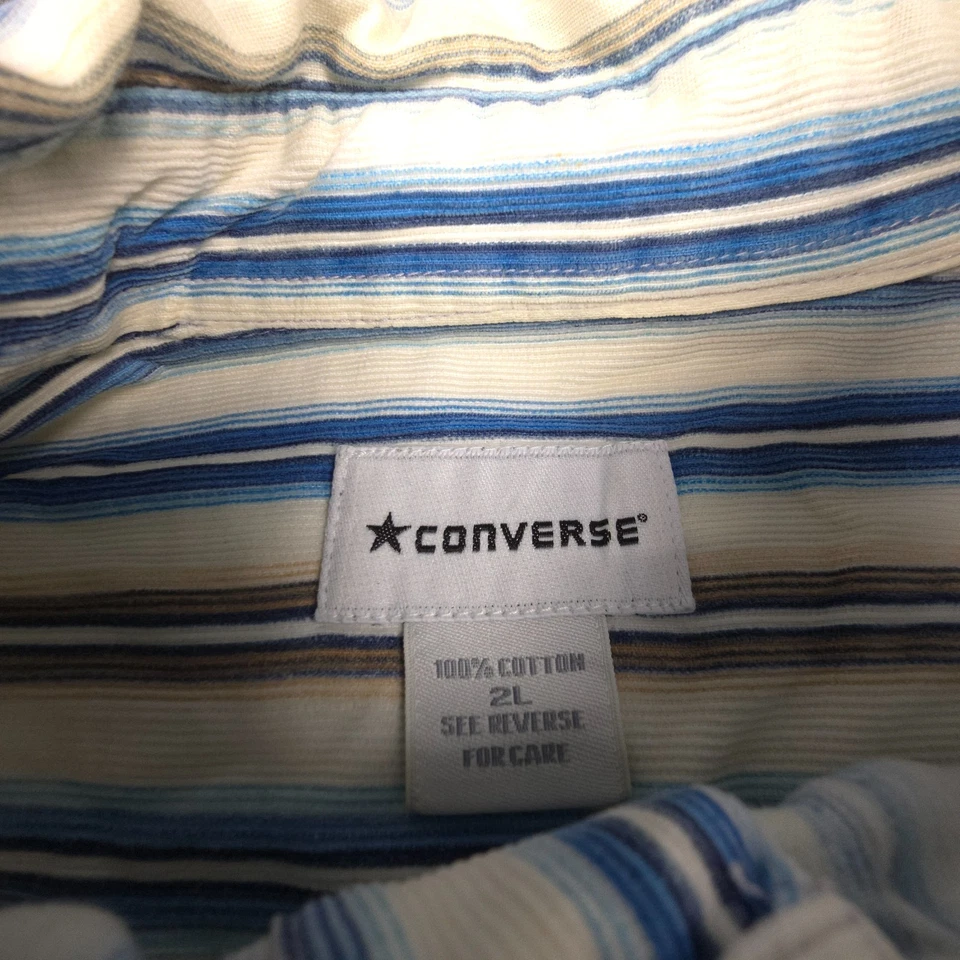 ★CONVERSE®
100% COTTON
2L
SEE REVERSE
FOR CARE